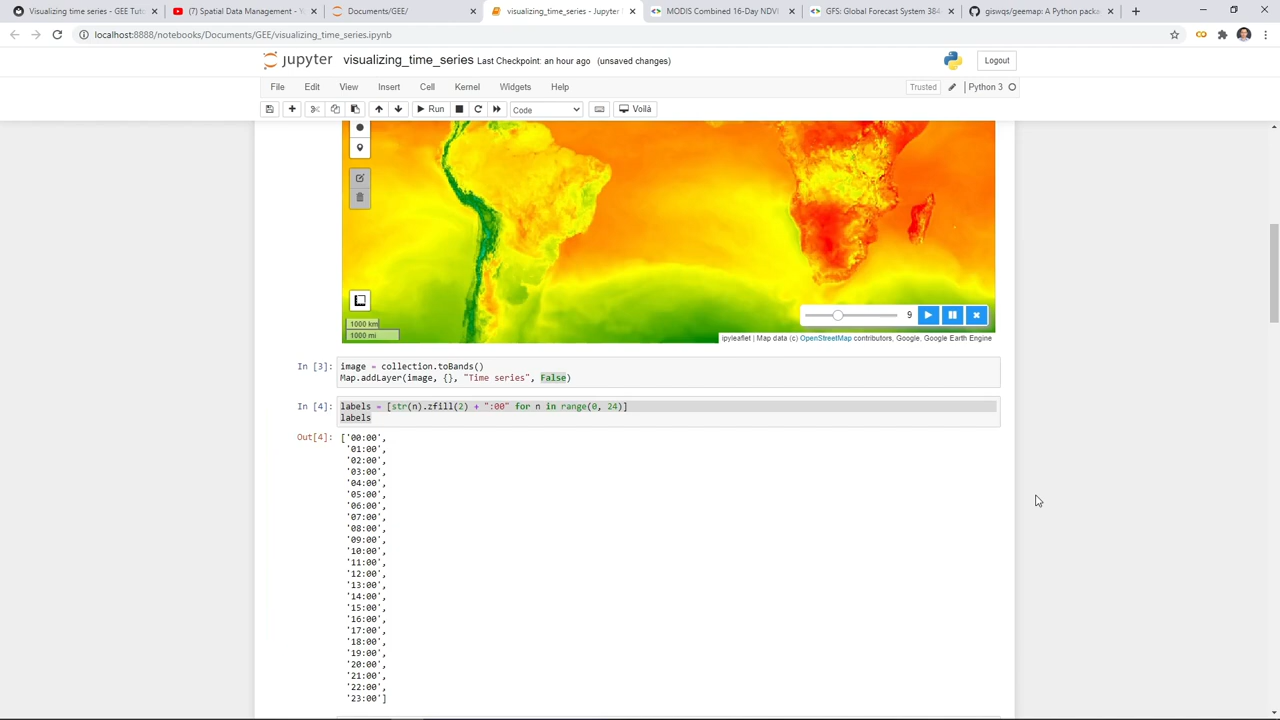 Visualizing time series - GEE Tuto
(7) Spatial Data Management - Y
Documents/GEE/
visualizing_time_series - Jupyter
MODIS Combined 16-Day NDVI
GFS: Global Forecast System 384
giswqs/geemap: A Python packa
localhost:8888/notebooks/Documents/GEE/visualizing_time_series.ipynb
jupyter visualizing_time_series Last Checkpoint: an hour ago (unsaved changes)
Logout
File Edit View Insert Cell Kernel Widgets Help
Trusted
Python 3
Run
Code
Voilà
1000 km
1000 mi
9
ipyleaflet | Map data (c) OpenStreetMap contributors, Google, Google Earth Engine
In [3]: image = collection.toBands()
Map.addLayer(image, {}, "Time series", False)
In [4]: labels = [str(n).zfill(2) + ":00" for n in range(0, 24)]
labels
Out[4]: ['00:00',
'01:00',
'02:00',
'03:00',
'04:00',
'05:00',
'06:00',
'07:00',
'08:00',
'09:00',
'10:00',
'11:00',
'12:00',
'13:00',
'14:00',
'15:00',
'16:00',
'17:00',
'18:00',
'19:00',
'20:00',
'21:00',
'22:00',
'23:00']